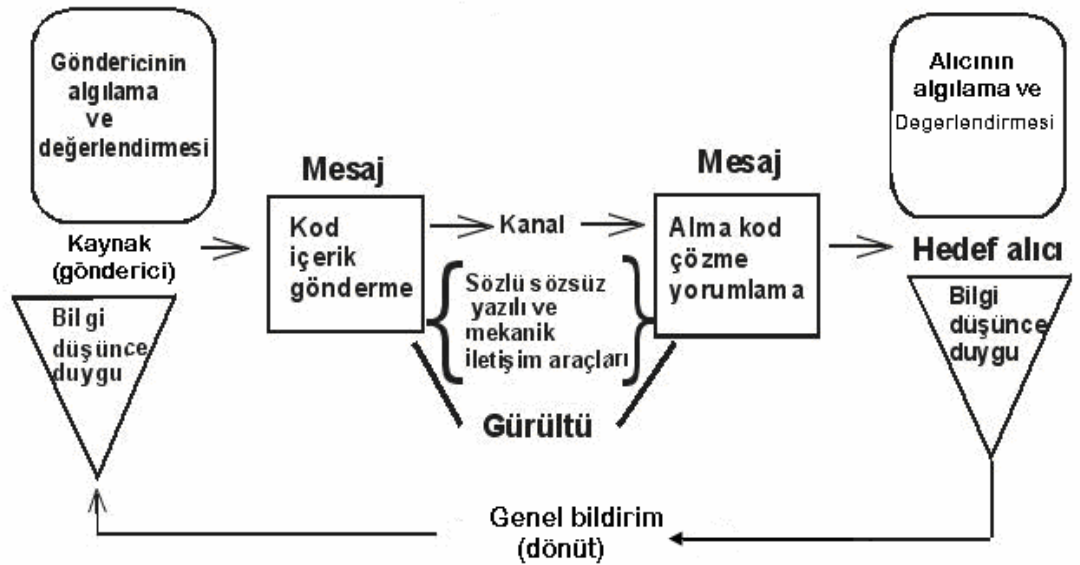 Göndericinin
algılama
ve
değerlendirmesi
Kaynak
(gönderici)
Bilgi
düşünce
duygu
Mesaj
Kod
içerik
gönderme
Kanal
Sözlü sözsüz
yazılı ve
mekanik
iletişim araçları
Gürültü
Mesaj
Alma kod
çözme
yorumlama
Alıcının
algılama ve
Degerlendirmesi
Hedef alıcı
Bilgi
düşünce
duygu
Genel bildirim
(dönüt)